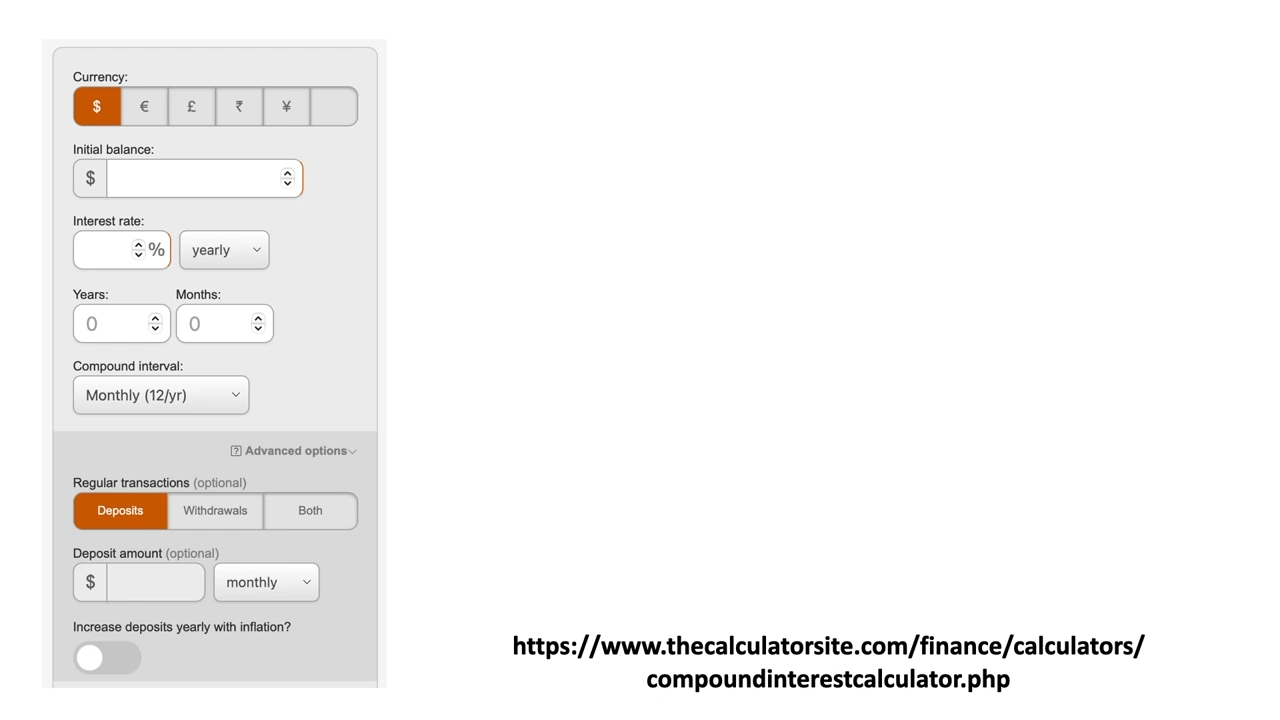 Currency:
$ € £ ₹ ¥
Initial balance:
$
Interest rate:
% yearly
Years: Months:
0 0
Compound interval:
Monthly (12/yr)
? Advanced options
Regular transactions (optional)
Deposits Withdrawals Both
Deposit amount (optional)
$ monthly
Increase deposits yearly with inflation?
https://www.thecalculatorsite.com/finance/calculators/
compoundinterestcalculator.php